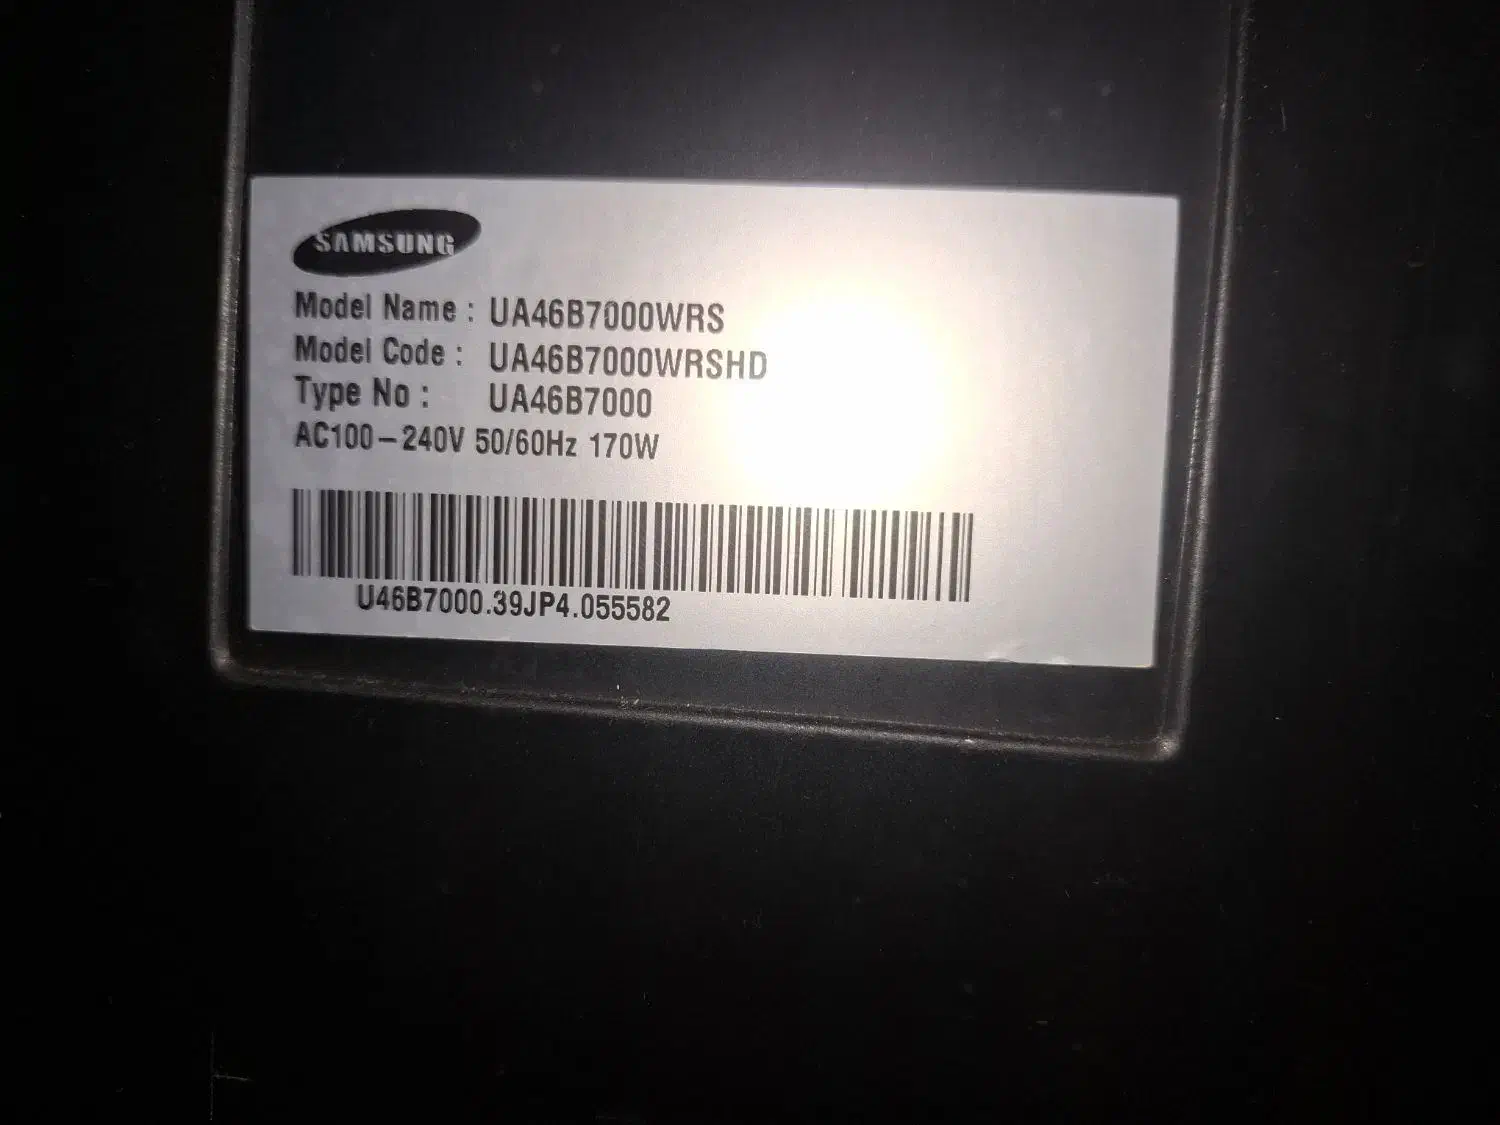 SAMSUNG
Model Name : UA46B7000WRS
Model Code : UA46B7000WRSHD
Type No : UA46B7000
AC100-240V 50/60Hz 170W
U46B7000.39JP4.055582